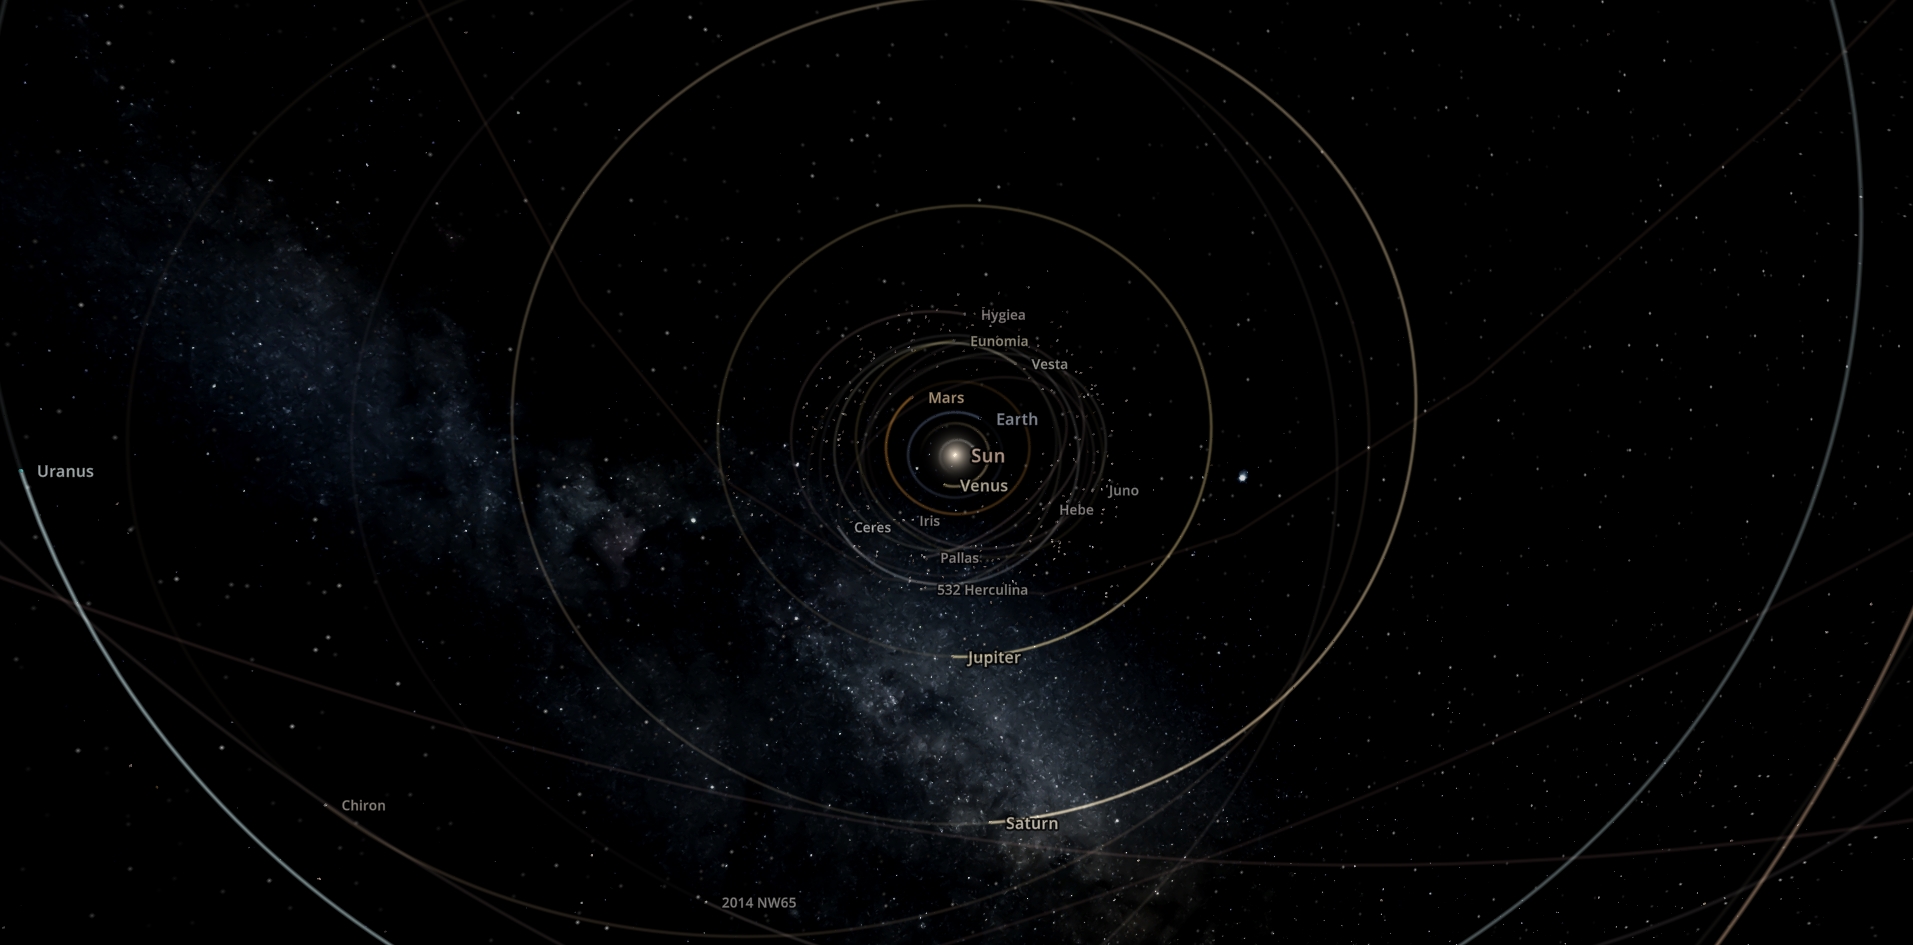 Hygiea
Eunomia
Vesta
Mars
Earth
Sun
Uranus
Venus
Juno
Hebe
Iris
Ceres
Pallas
532 Herculina
Jupiter
Chiron
Saturn
2014 NW65